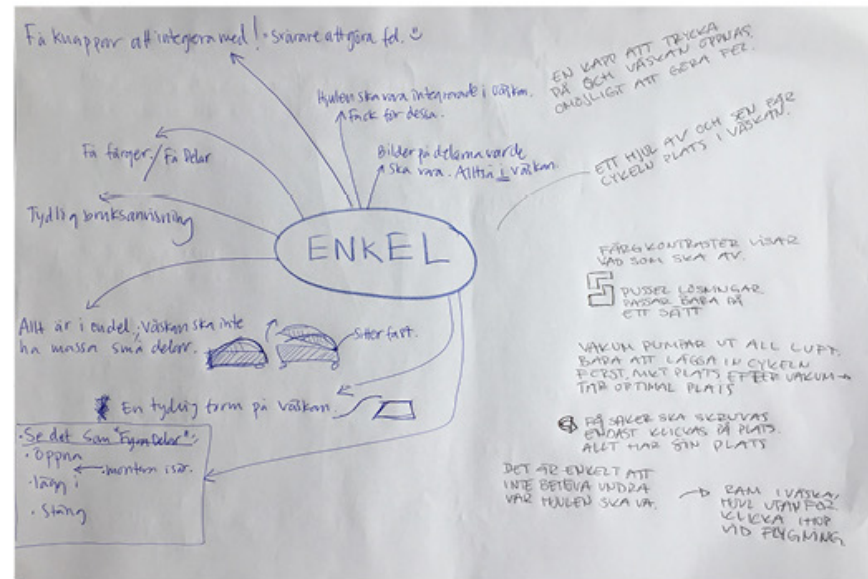 Få knappar att integrera med! · svårare att göra fel.
Hjulen ska vara integrerade i väskan.
Fack för dessa.
Få färger / Få Delar
Bilder på delarna var de
ska vara. Alltså i väskan.
Tydlig bruksanvisning
ENKEL
Allt är i en del; väskan ska inte
ha massa små delar.
Sitter fast.
En tydlig form på väskan
· Se det som "Fyra Delar":
· Öppna
montera isär.
· lägg i
· Stäng
EN KAPP ATT TRYCKA
PÅ OCH VÄSKAN ÖPPNAS.
OMÖJLIGT ATT GÖRA FEL.
ETT HJUL AV OCH SEN FÅR
CYKELN PLATS I VÄSKAN.
FÄRGKONTRASTER VISAR
VAD SOM SKA AV.
PUSSEL LÖSNINGAR
PASSAR BARA PÅ
ETT SÄTT
VAKUM PUMPAR UT ALL LUFT.
BARA ATT LÄGGA IN CYKELN
FÖRST, MKT PLATS EFTER VAKUM
TAR OPTIMAL PLATS
FÅ SAKER SKA SKRUVAS
ENDAST KLICKAS PÅ PLATS.
ALLT HAR SIN PLATS
DET ÄR ENKELT ATT
INTE BEHÖVA UNDRA
VAR HJULEN SKA VA.
RAM I VÄSKA,
HJUL UTANFÖR.
KLICKA IHOP
VID FLYGNING